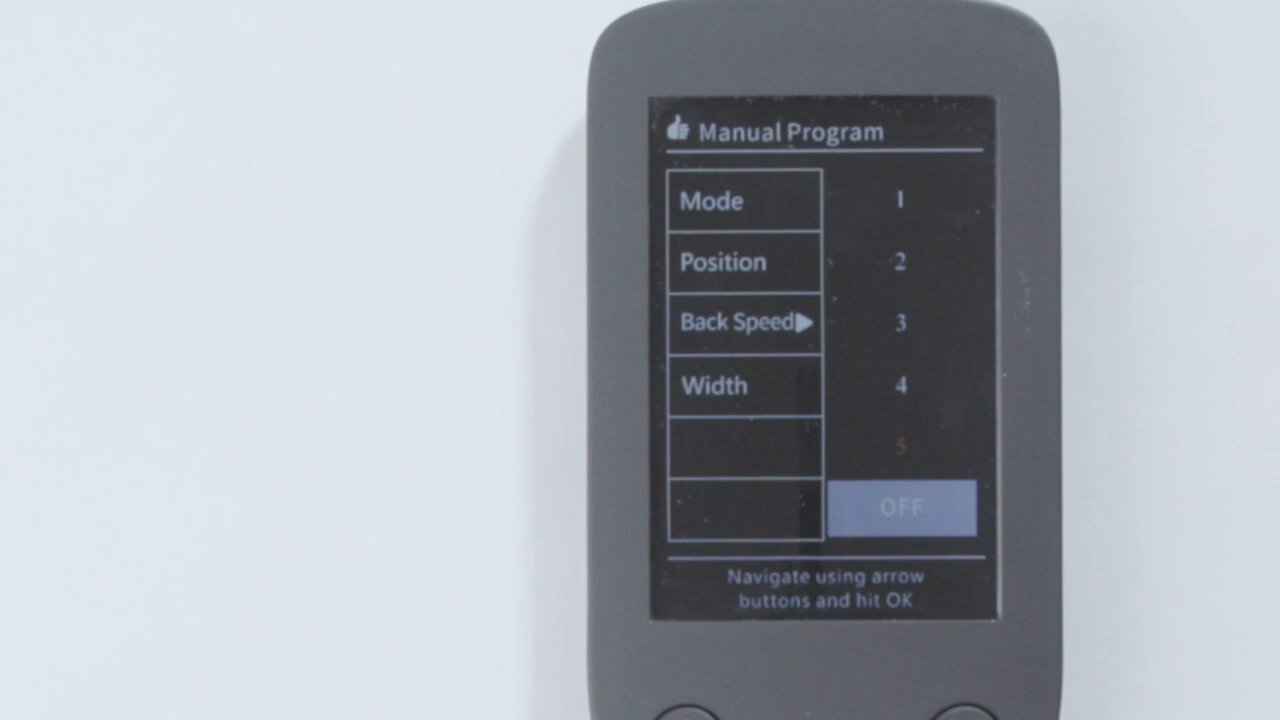 Manual Program
Mode 1
Position 2
Back Speed 3
Width 4
5
OFF
Navigate using arrow
buttons and hit OK